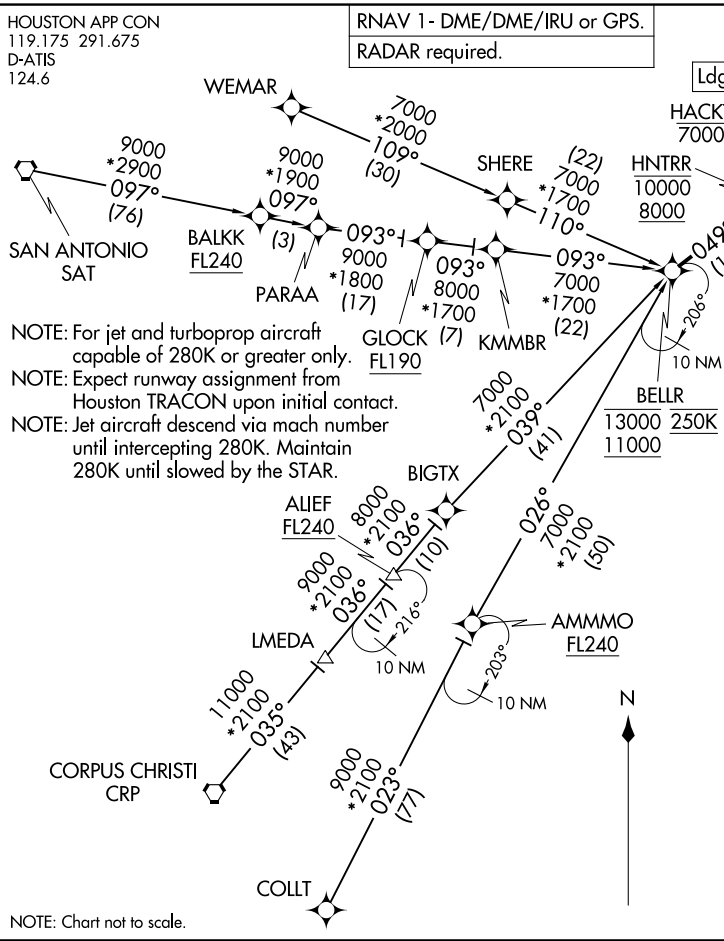 HOUSTON APP CON
119.175 291.675
D-ATIS
124.6
RNAV 1- DME/DME/IRU or GPS.
RADAR required.
WEMAR
7000
*2000
109°
(30)
SHERE
(22)
7000
*1700
110°
Ldg
HACK
7000
HNTRR
10000
8000
049°
(1
SAN ANTONIO
SAT
9000
*2900
097°
(76)
BALKK
FL240
9000
*1900
097°
(3)
PARAA
093°
9000
*1800
(17)
GLOCK
FL190
093°
8000
*1700
(7)
KMMBR
093°
7000
*1700
(22)
206°
10 NM
BELLR
13000 250K
11000
NOTE: For jet and turboprop aircraft
capable of 280K or greater only.
NOTE: Expect runway assignment from
Houston TRACON upon initial contact.
NOTE: Jet aircraft descend via mach number
until intercepting 280K. Maintain
280K until slowed by the STAR.
7000
*2100
039°
(41)
BIGTX
ALIEF
FL240
8000
*2100
036°
(10)
9000
*2100
036°
(17)
216°
10 NM
LMEDA
11000
*2100
035°
(43)
CORPUS CHRISTI
CRP
026°
7000
*2100
(50)
AMMMO
FL240
203°
10 NM
9000
*2100
023°
(77)
COLLT
N
NOTE: Chart not to scale.